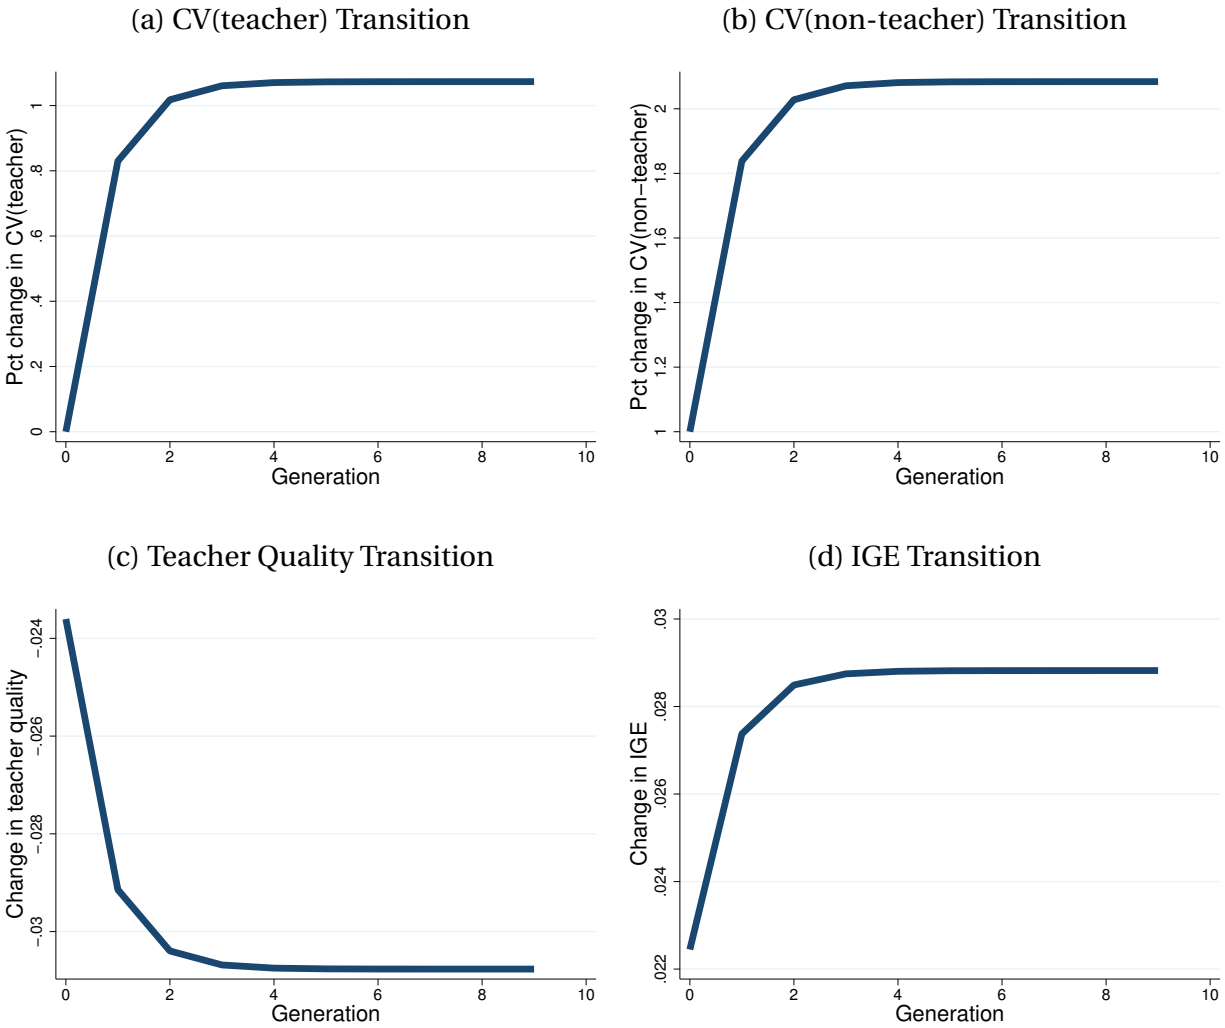 (a) CV(teacher) Transition
Pct change in CV(teacher)
1
.8
.6
.4
.2
0
0 2 4 6 8 10
Generation
(b) CV(non-teacher) Transition
Pct change in CV(non−teacher)
2
1.8
1.6
1.4
1.2
1
0 2 4 6 8 10
Generation
(c) Teacher Quality Transition
Change in teacher quality
−.024
−.026
−.028
−.03
0 2 4 6 8 10
Generation
(d) IGE Transition
Change in IGE
.03
.028
.026
.024
.022
0 2 4 6 8 10
Generation